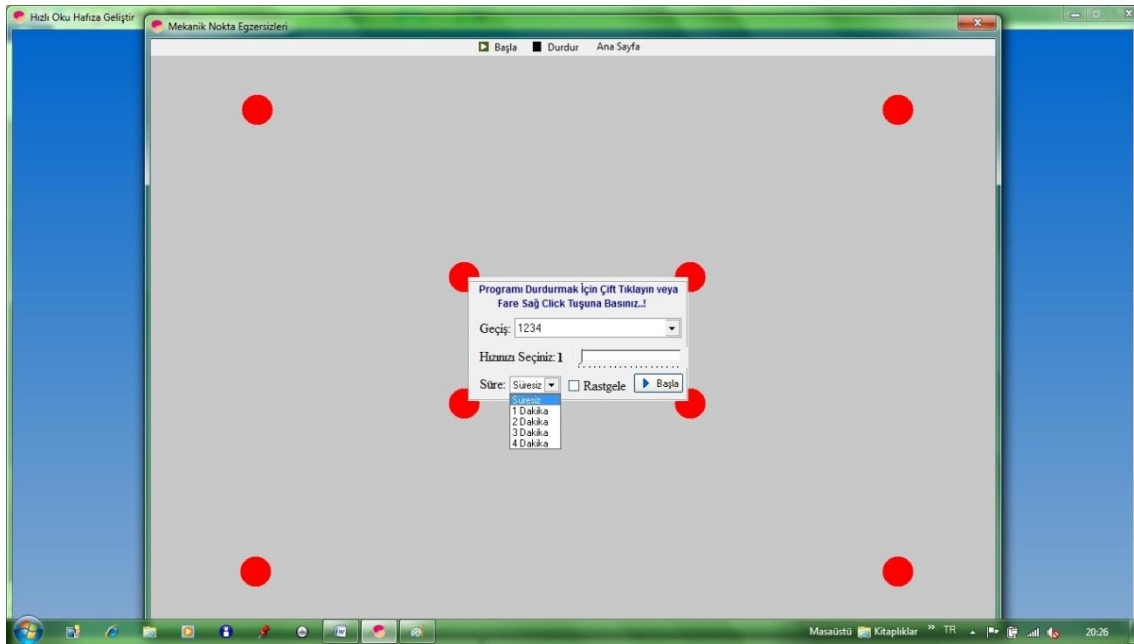 Hızlı Oku Hafıza Geliştir
Mekanik Nokta Egzersizleri
Başla Durdur Ana Sayfa
Programı Durdurmak İçin Çift Tıklayın veya
Fare Sağ Click Tuşuna Basınız..!
Geçiş: 1234
Hızınızı Seçiniz: 1
Süre: Süresiz Rastgele Başla
Süresiz
1 Dakika
2 Dakika
3 Dakika
4 Dakika
Masaüstü Kitaplıklar » TR 20:26